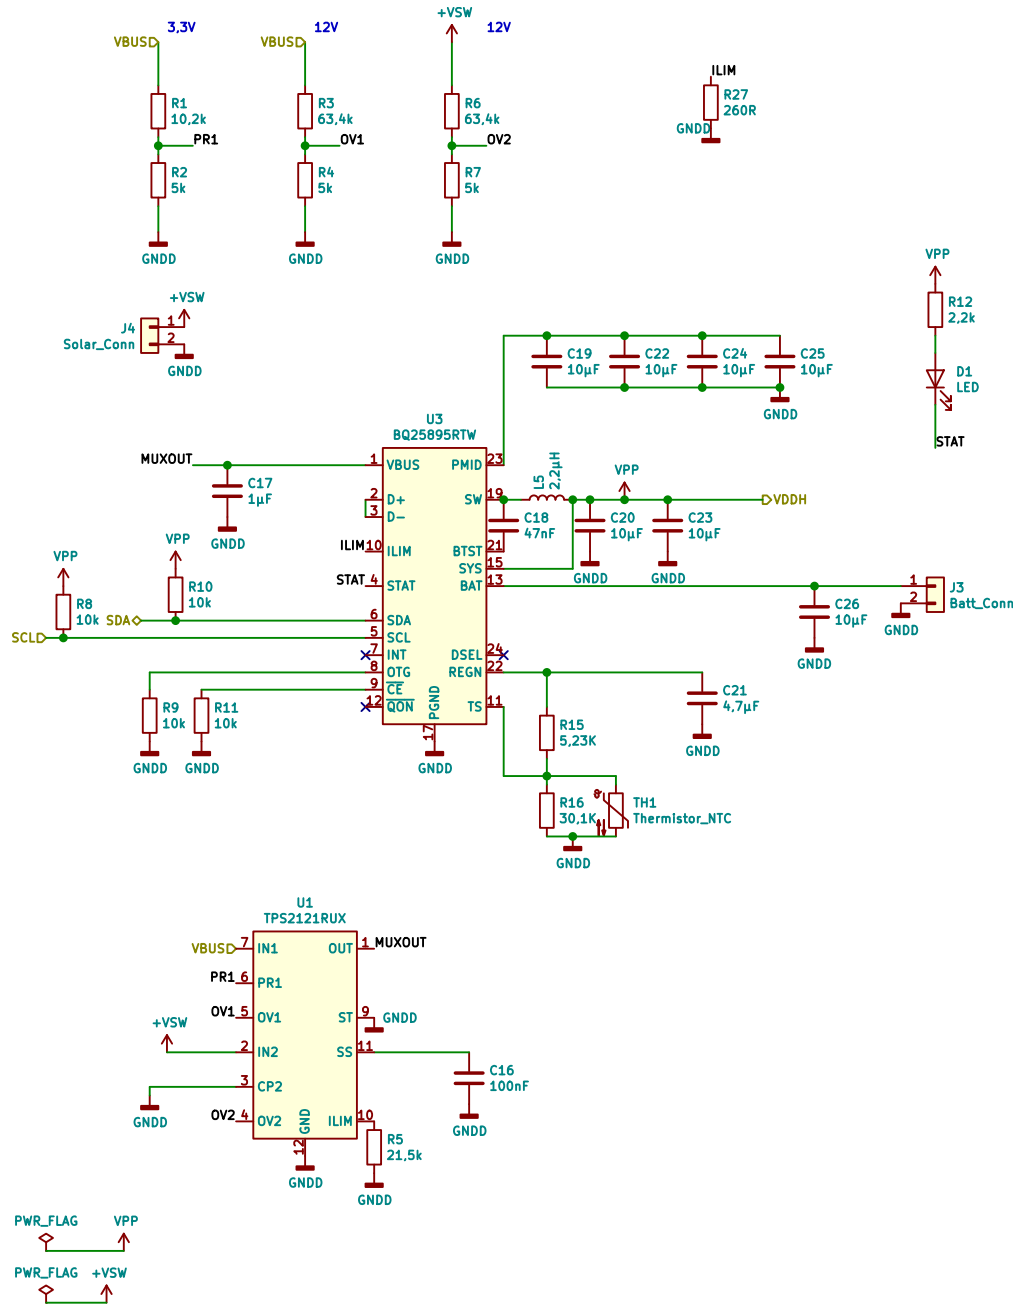 3,3V
12V
+VSW
12V
VBUS
VBUS
R1
10,2k
PR1
R2
5k
GNDD
R3
63,4k
OV1
R4
5k
GNDD
R6
63,4k
OV2
R7
5k
GNDD
ILIM
R27
260R
GNDD
+VSW
J4
Solar_Conn
1
2
GNDD
VPP
R12
2,2k
D1
LED
STAT
C19
10µF
C22
10µF
C24
10µF
C25
10µF
GNDD
U3
BQ25895RTW
MUXOUT
1
VBUS
PMID
23
C17
1µF
GNDD
2
D+
3
D-
SW
19
L5
2,2µH
VPP
VDDH
C18
47nF
C20
10µF
GNDD
C23
10µF
GNDD
ILIM
10
ILIM
BTST
21
SYS
15
STAT
4
STAT
BAT
13
J3
Batt_Conn
1
2
GNDD
C26
10µF
GNDD
VPP
R8
10k
VPP
R10
10k
SDA
6
SDA
SCL
5
SCL
7
INT
DSEL
24
8
OTG
REGN
22
9
CE
12
QON
TS
11
PGND
17
GNDD
R9
10k
GNDD
R11
10k
GNDD
C21
4,7µF
GNDD
R15
5,23K
R16
30,1K
TH1
Thermistor_NTC
GNDD
U1
TPS2121RUX
VBUS
7
IN1
OUT
1
MUXOUT
PR1
6
PR1
OV1
5
OV1
ST
9
GNDD
+VSW
2
IN2
SS
11
C16
100nF
GNDD
3
CP2
GNDD
OV2
4
OV2
GND
12
GNDD
ILIM
10
R5
21,5k
GNDD
PWR_FLAG
VPP
PWR_FLAG
+VSW